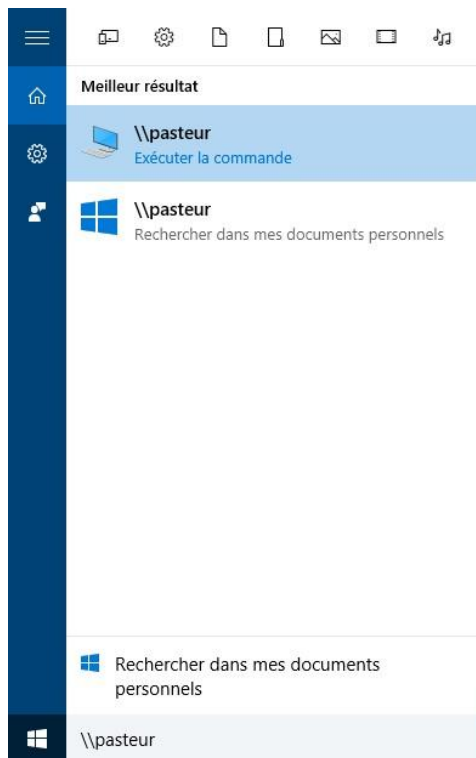 Meilleur résultat
\\pasteur
Exécuter la commande
\\pasteur
Rechercher dans mes documents personnels
Rechercher dans mes documents
personnels
\\pasteur